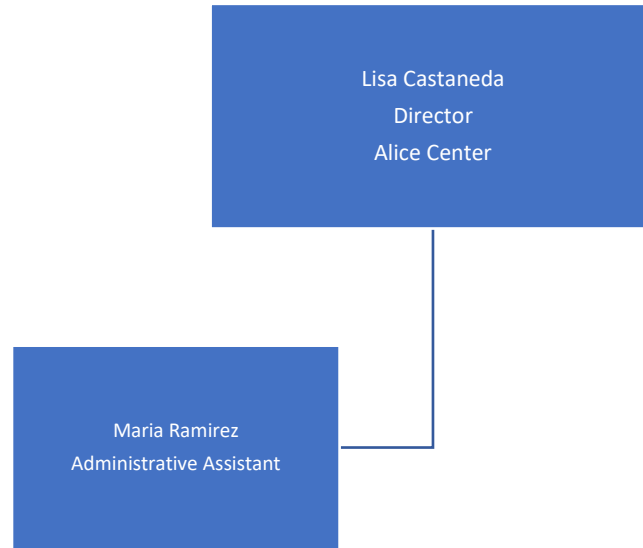 Lisa Castaneda
Director
Alice Center
Maria Ramirez
Administrative Assistant